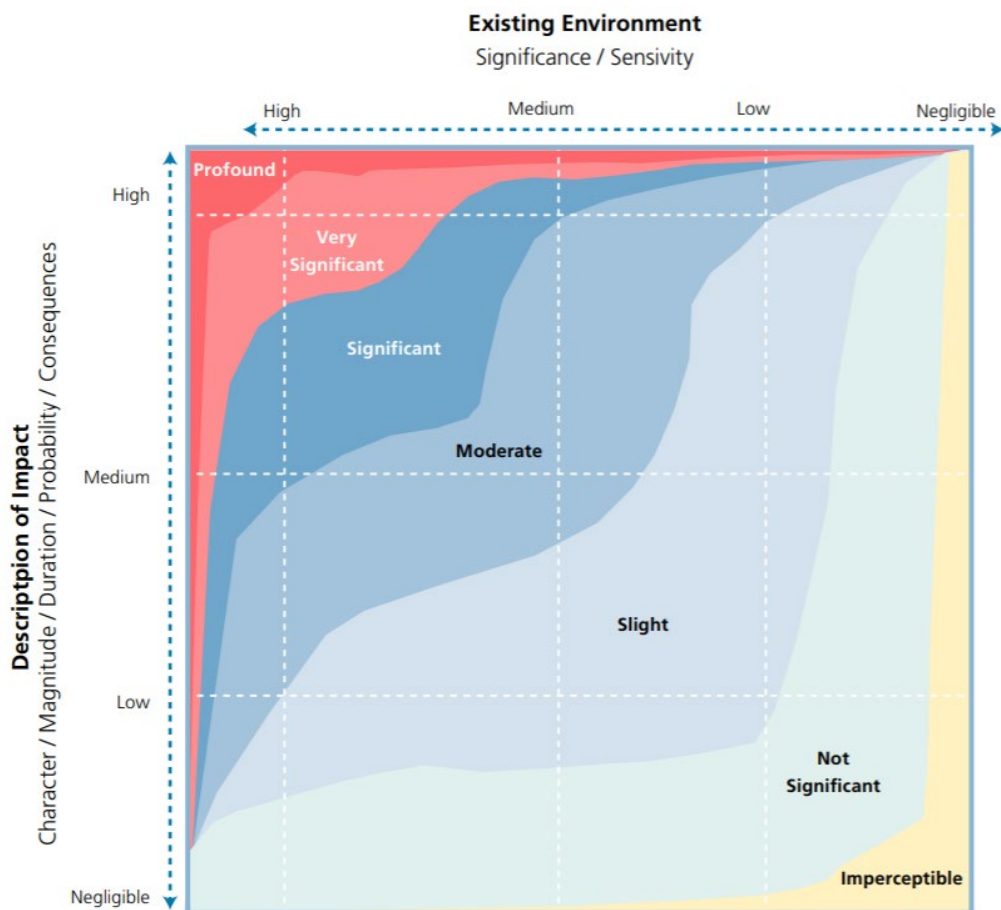 Existing Environment
Significance / Sensivity
High
Medium
Low
Negligible
Descriptpion of Impact
Character / Magnitude / Duration / Probability / Consequences
High
Medium
Low
Negligible
Profound
Very
Significant
Significant
Moderate
Slight
Not
Significant
Imperceptible